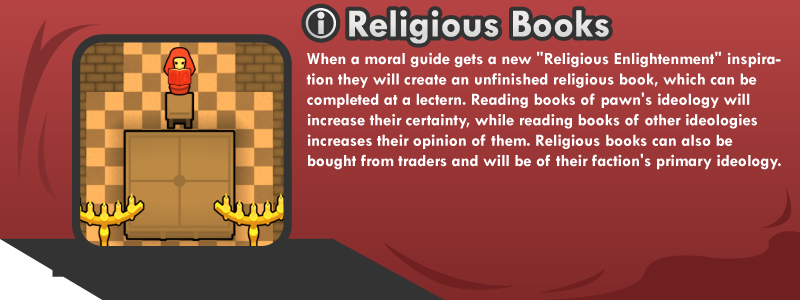 Religious Books
When a moral guide gets a new "Religious Enlightenment" inspira-
tion they will create an unfinished religious book, which can be
completed at a lectern. Reading books of pawn's ideology will
increase their certainty, while reading books of other ideologies
increases their opinion of them. Religious books can also be
bought from traders and will be of their faction's primary ideology.